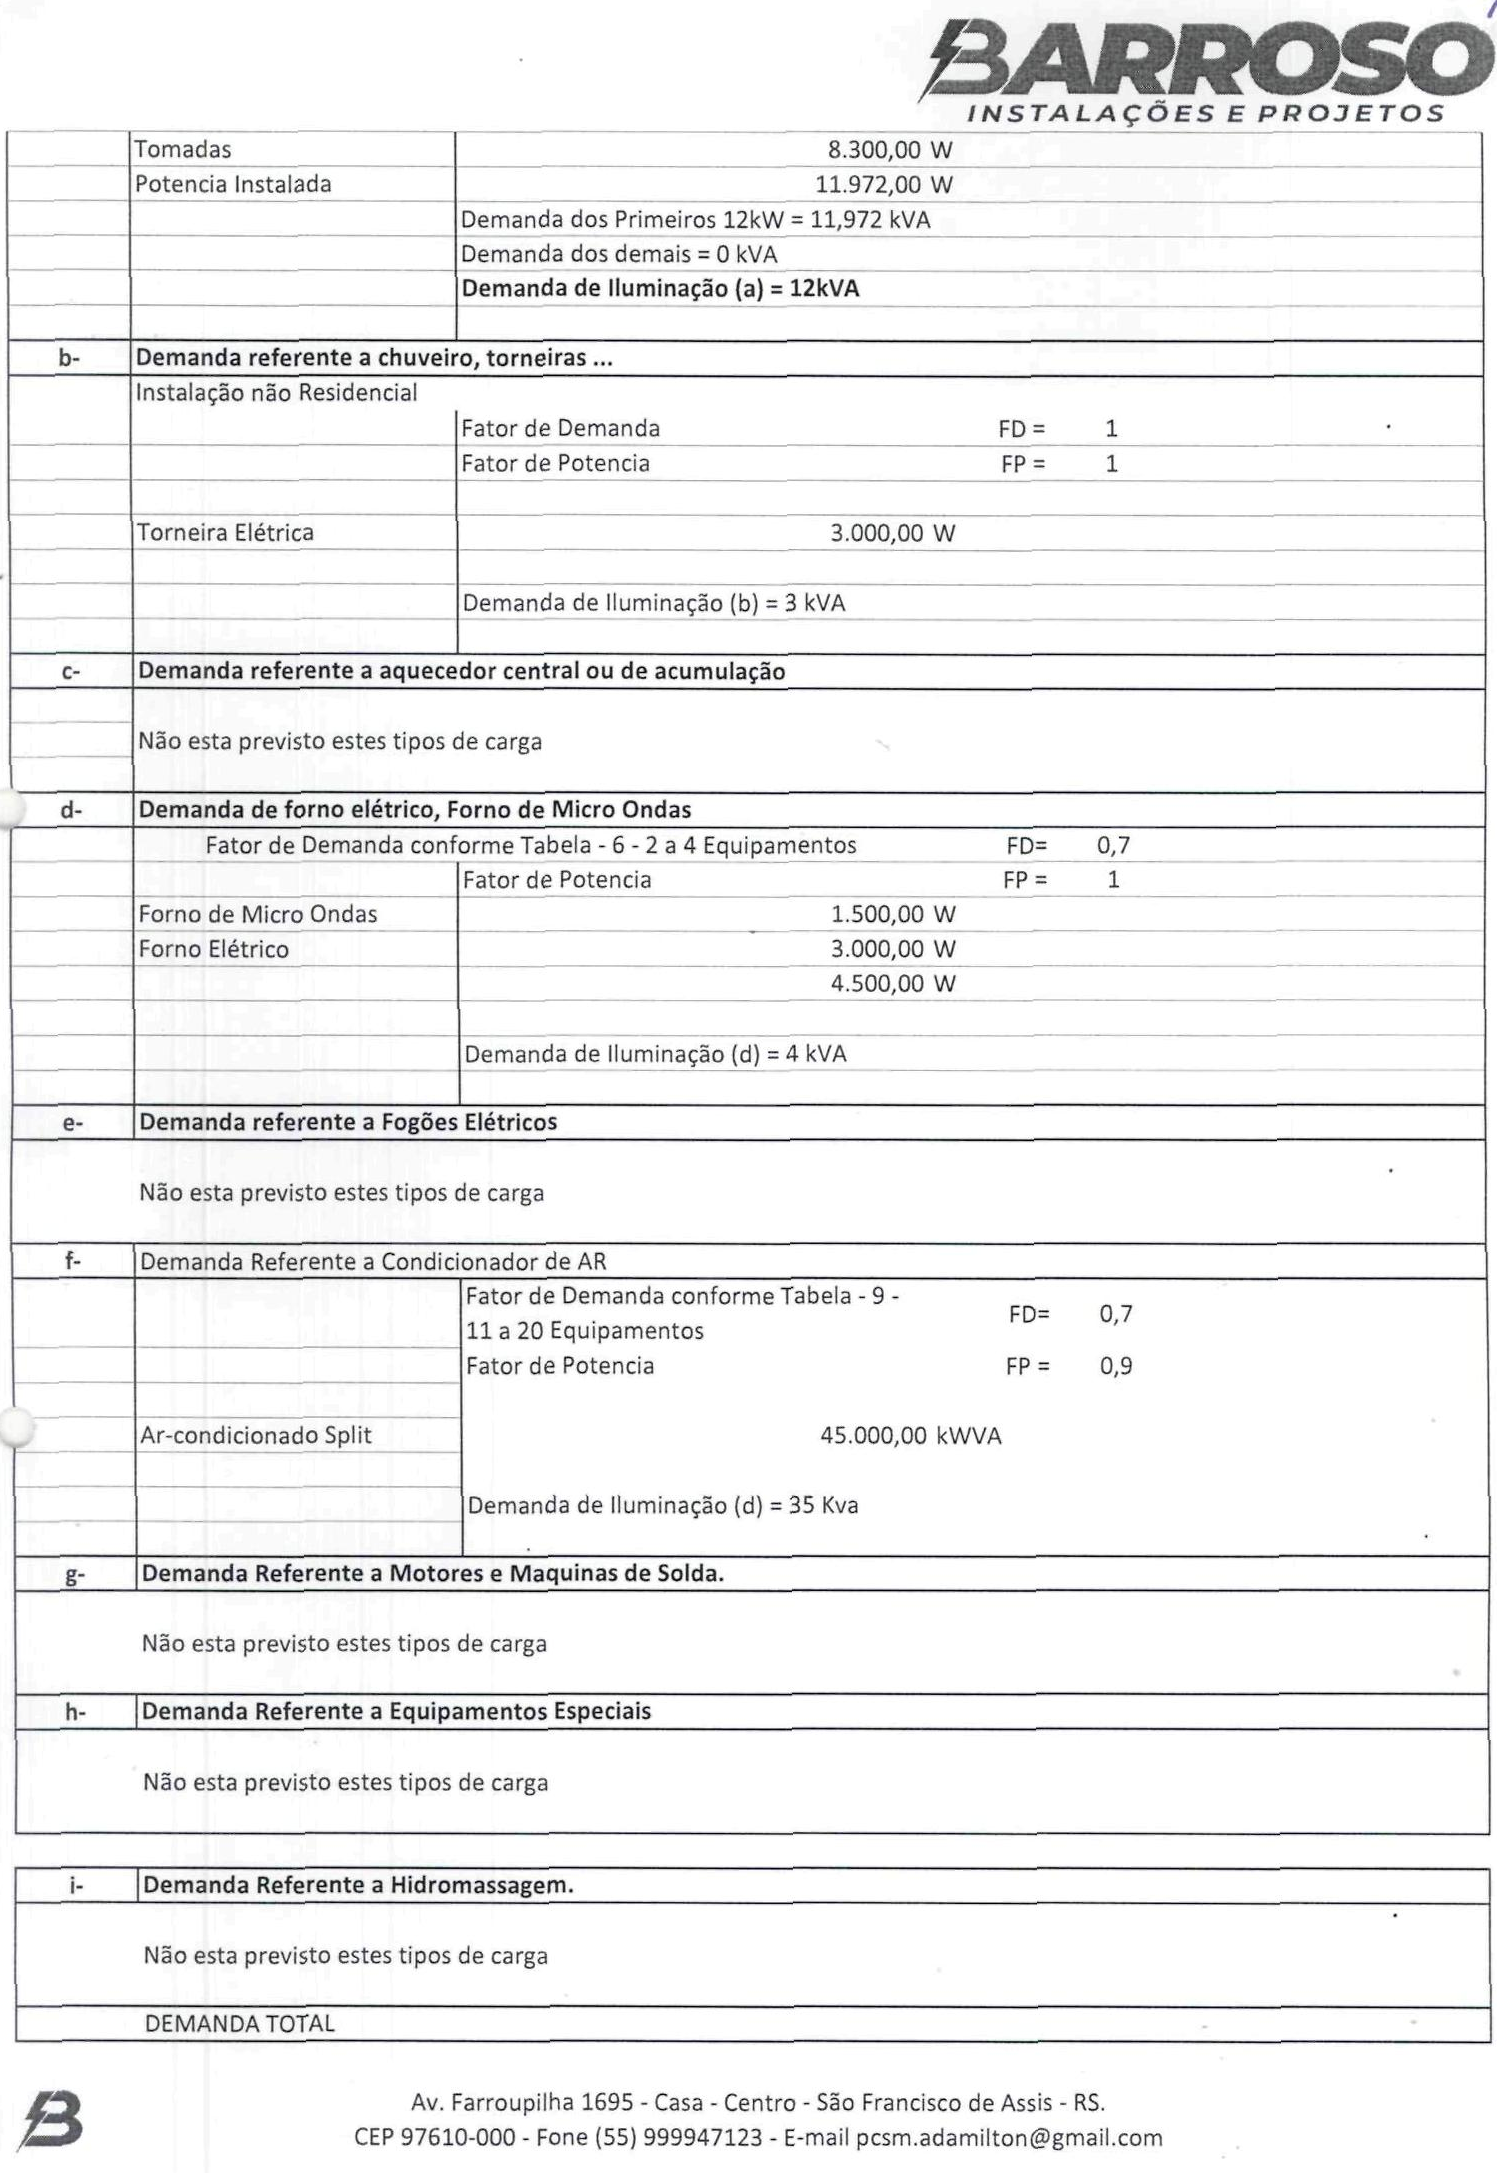 BARROSO
INSTALAÇÕES E PROJETOS
Tomadas 8.300,00 W
Potencia Instalada 11.972,00 W
Demanda dos Primeiros 12kW = 11,972 kVA
Demanda dos demais = 0 kVA
Demanda de Iluminação (a) = 12kVA
b- Demanda referente a chuveiro, torneiras ...
Instalação não Residencial
Fator de Demanda FD = 1
Fator de Potencia FP = 1
Torneira Elétrica 3.000,00 W
Demanda de Iluminação (b) = 3 kVA
c- Demanda referente a aquecedor central ou de acumulação
Não esta previsto estes tipos de carga
d- Demanda de forno elétrico, Forno de Micro Ondas
Fator de Demanda conforme Tabela - 6 - 2 a 4 Equipamentos FD= 0,7
Fator de Potencia FP = 1
Forno de Micro Ondas 1.500,00 W
Forno Elétrico 3.000,00 W
4.500,00 W
Demanda de Iluminação (d) = 4 kVA
e- Demanda referente a Fogões Elétricos
Não esta previsto estes tipos de carga
f- Demanda Referente a Condicionador de AR
Fator de Demanda conforme Tabela - 9 -
11 a 20 Equipamentos FD= 0,7
Fator de Potencia FP = 0,9
Ar-condicionado Split 45.000,00 kWVA
Demanda de Iluminação (d) = 35 Kva
g- Demanda Referente a Motores e Maquinas de Solda.
Não esta previsto estes tipos de carga
h- Demanda Referente a Equipamentos Especiais
Não esta previsto estes tipos de carga
i- Demanda Referente a Hidromassagem.
Não esta previsto estes tipos de carga
DEMANDA TOTAL
B
Av. Farroupilha 1695 - Casa - Centro - São Francisco de Assis - RS.
CEP 97610-000 - Fone (55) 999947123 - E-mail pcsm.adamilton@gmail.com